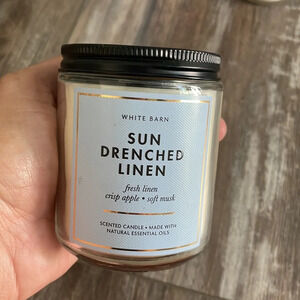 WHITE BARN
SUN
DRENCHED
LINEN
fresh linen
crisp apple • soft musk
SCENTED CANDLE • MADE WITH
NATURAL ESSENTIAL OILS